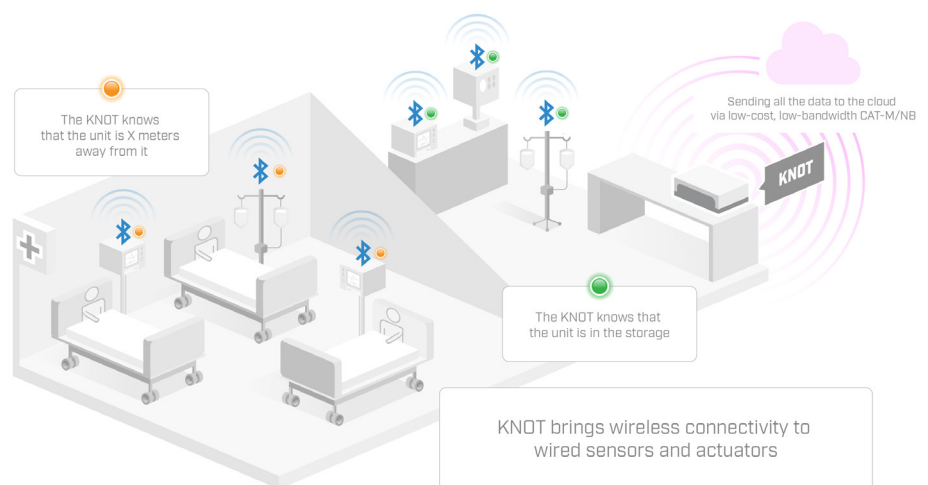 The KNOT knows
that the unit is X meters
away from it
Sending all the data to the cloud
via low-cost, low-bandwidth CAT-M/NB
KNOT
The KNOT knows that
the unit is in the storage
KNOT brings wireless connectivity to
wired sensors and actuators